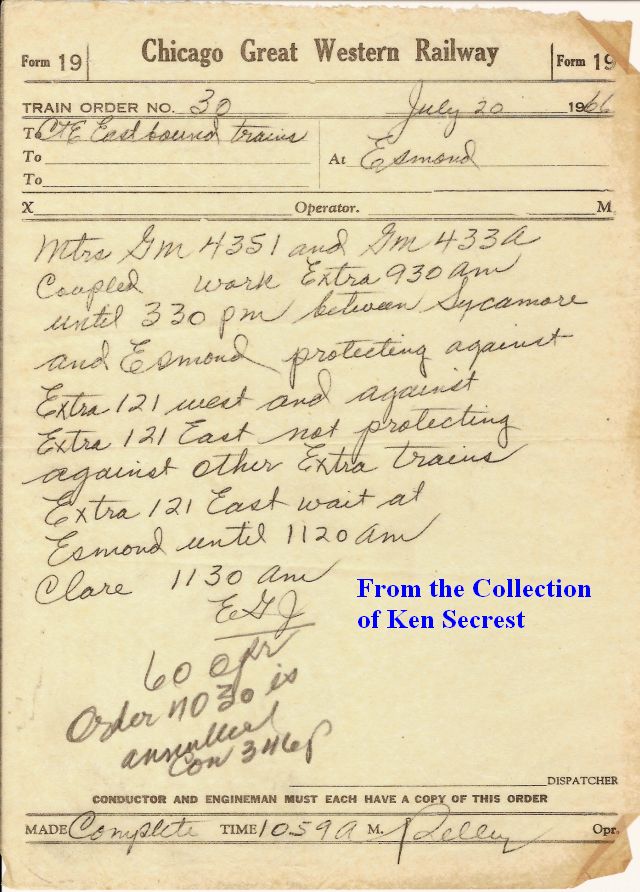 Form 19
Chicago Great Western Railway
Form 19
TRAIN ORDER NO. 30 July 20 1966
To C&E Eastbound trains
To
To
At Esmond
X Operator. M
Mtrs GM 4351 and GM 433A
Coupled work Extra 930 am
until 330 pm between Sycamore
and Esmond protecting against
Extra 121 west and against
Extra 121 East not protecting
against other Extra trains
Extra 121 East wait at
Esmond until 1120 am
Clare 1130 am
EGJ
60 opr
Order no 30 is
annulled
Com 346p
From the Collection
of Ken Secrest
DISPATCHER
CONDUCTOR AND ENGINEMAN MUST EACH HAVE A COPY OF THIS ORDER
MADE Complete TIME 1059 A M. Opr.